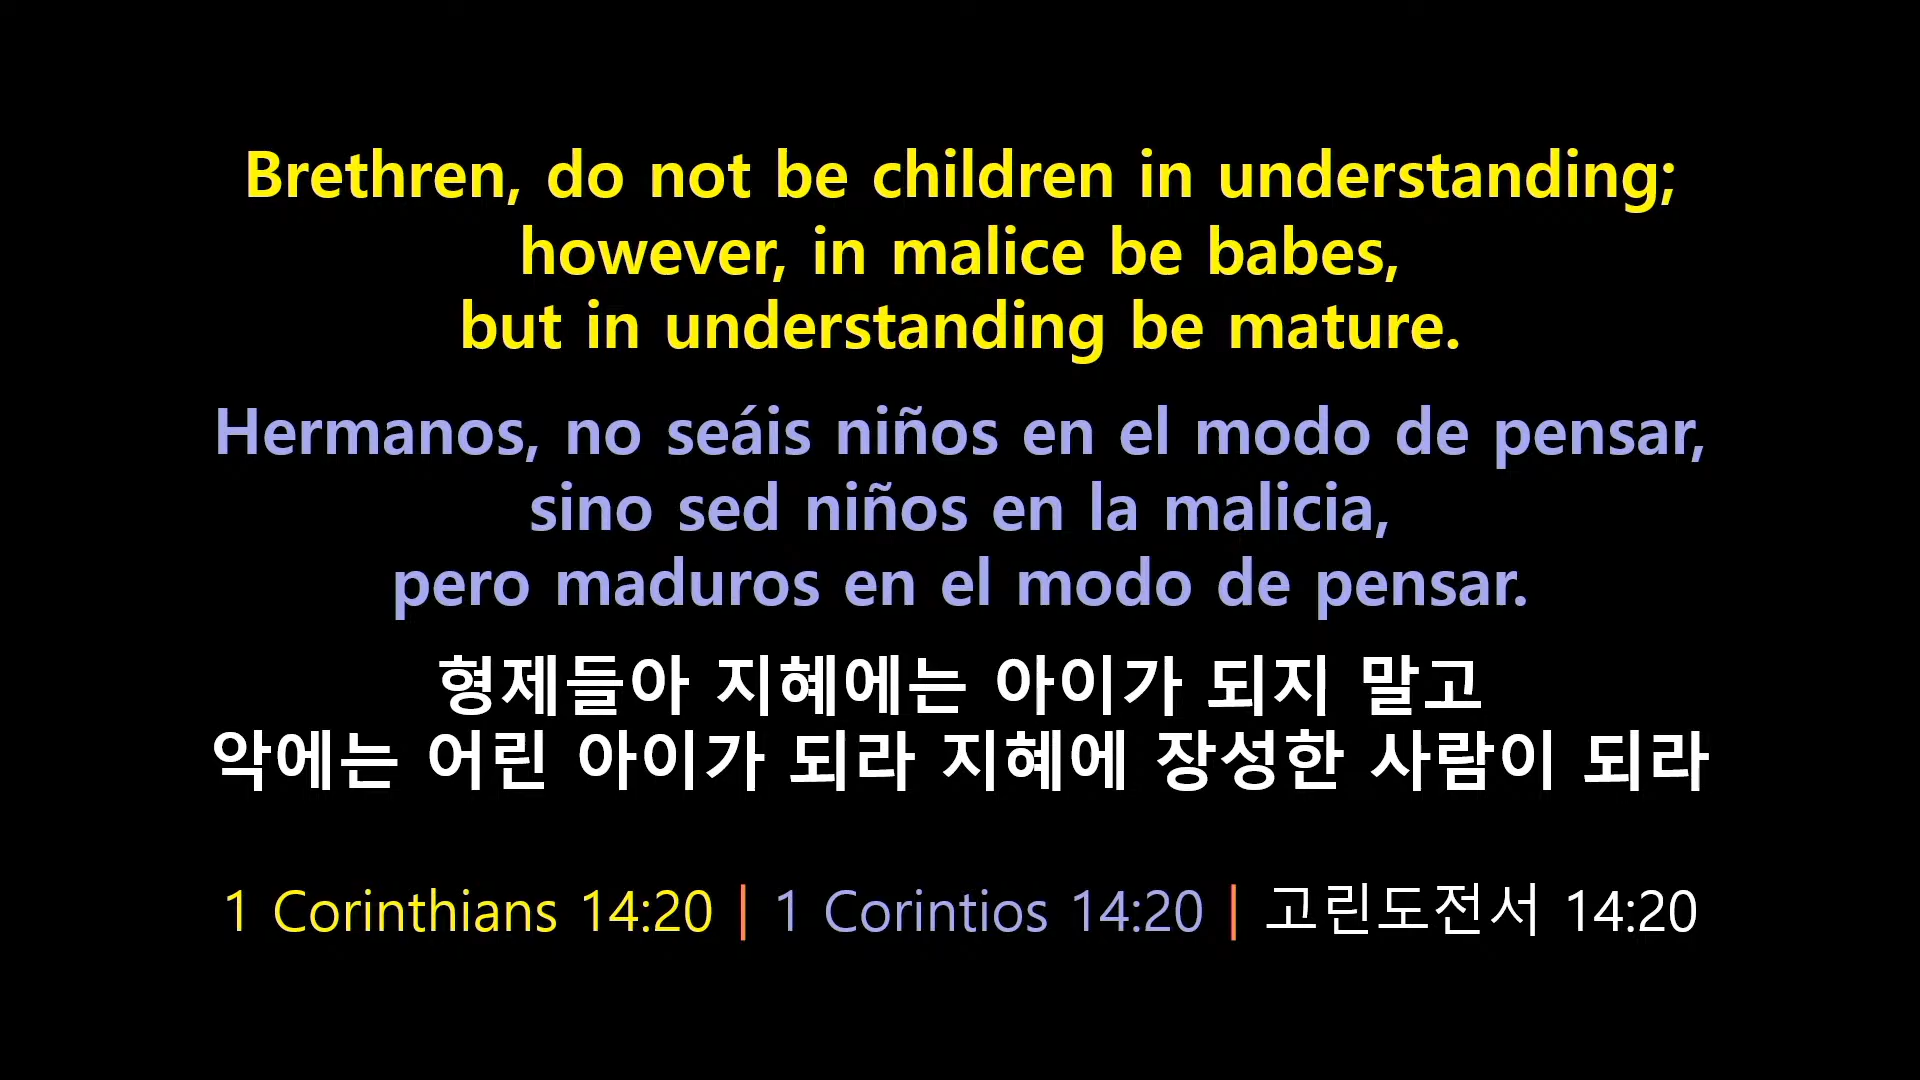 Brethren, do not be children in understanding;
however, in malice be babes,
but in understanding be mature.
Hermanos, no seáis niños en el modo de pensar,
sino sed niños en la malicia,
pero maduros en el modo de pensar.
형제들아 지혜에는 아이가 되지 말고
악에는 어린 아이가 되라 지혜에 장성한 사람이 되라
1 Corinthians 14:20 | 1 Corintios 14:20 | 고린도전서 14:20